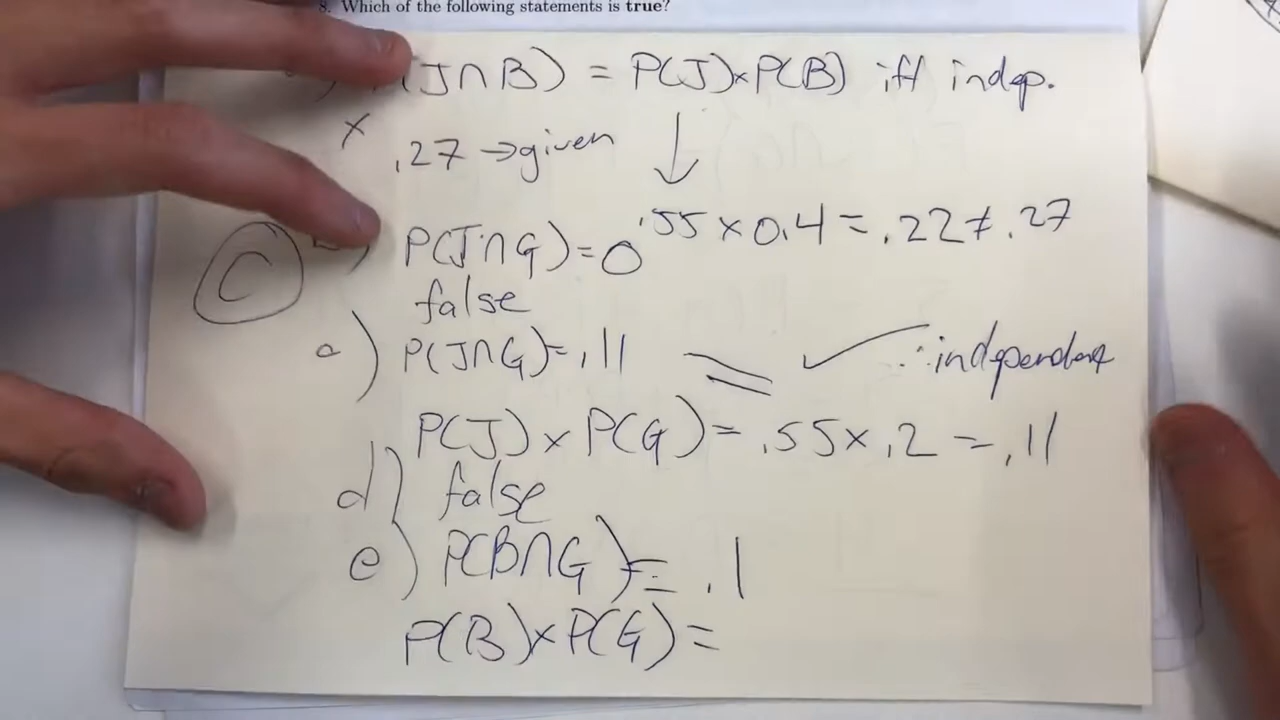 8. Which of the following statements is true?
(J∩B) = P(J)×P(B) iff indep.
× .27 → given
.55 × 0.4 = .22 ≠ .27
C
P(J∩G) = 0
false
c) P(J∩G) = .11 ✓ ∴ independent
P(J) × P(G) = .55 × .2 = .11
d) false
e) P(B∩G) = .1
P(B) × P(G) =